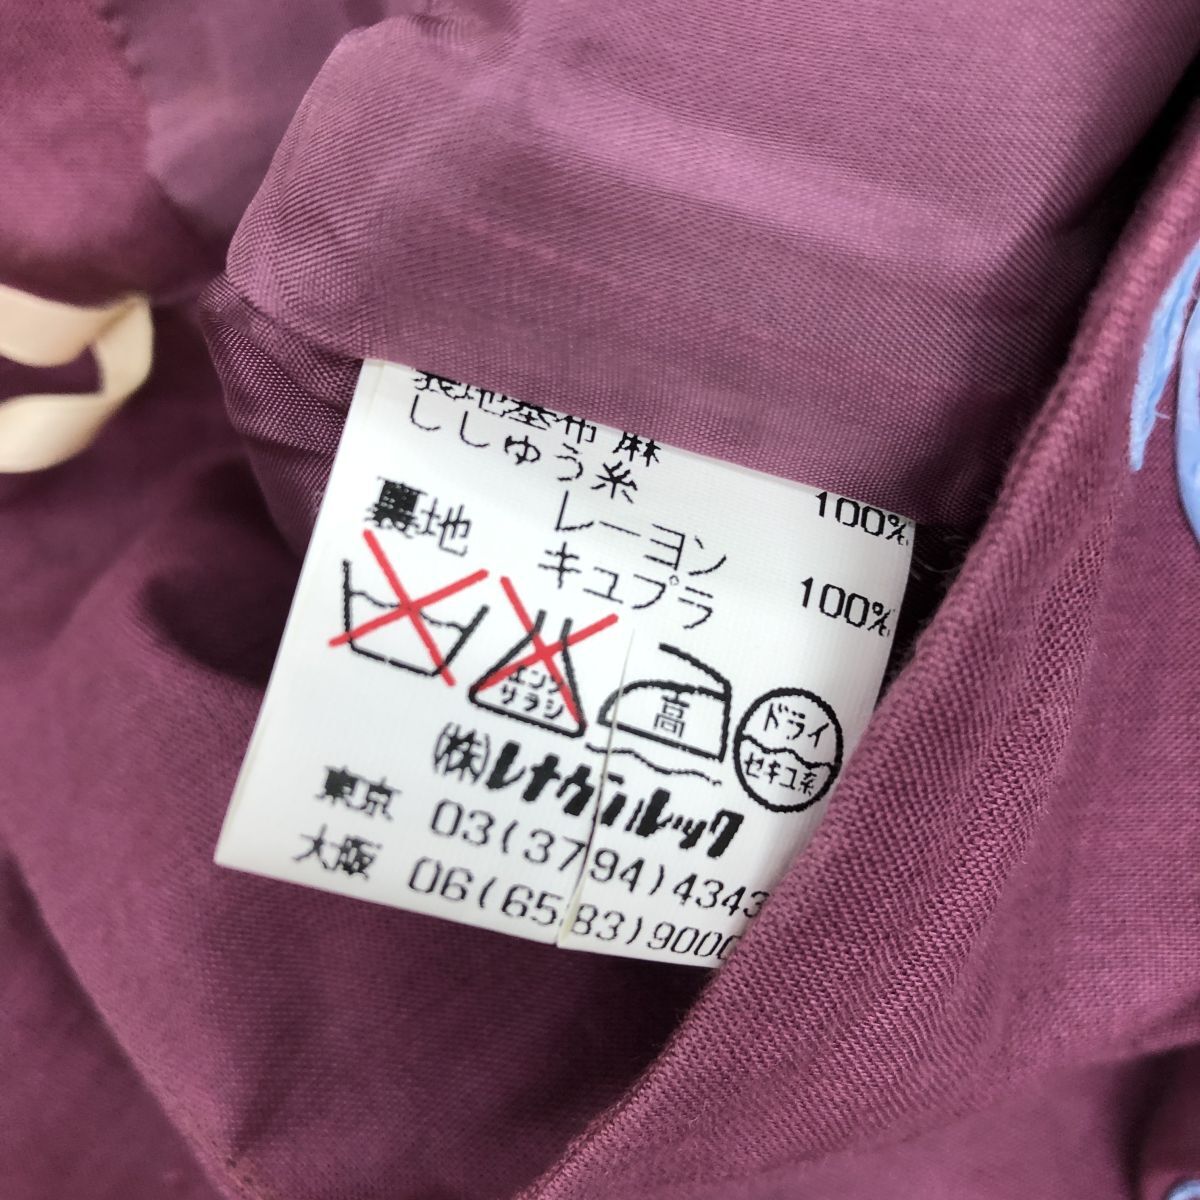 表地基布 麻
ししゅう糸
レーヨン 100%
裏地 キュプラ 100%
エンソ
サラシ
高
ドライ
セキユ系
(株)レナウンルック
東京 03(3794)4343
大阪 06(6583)9000